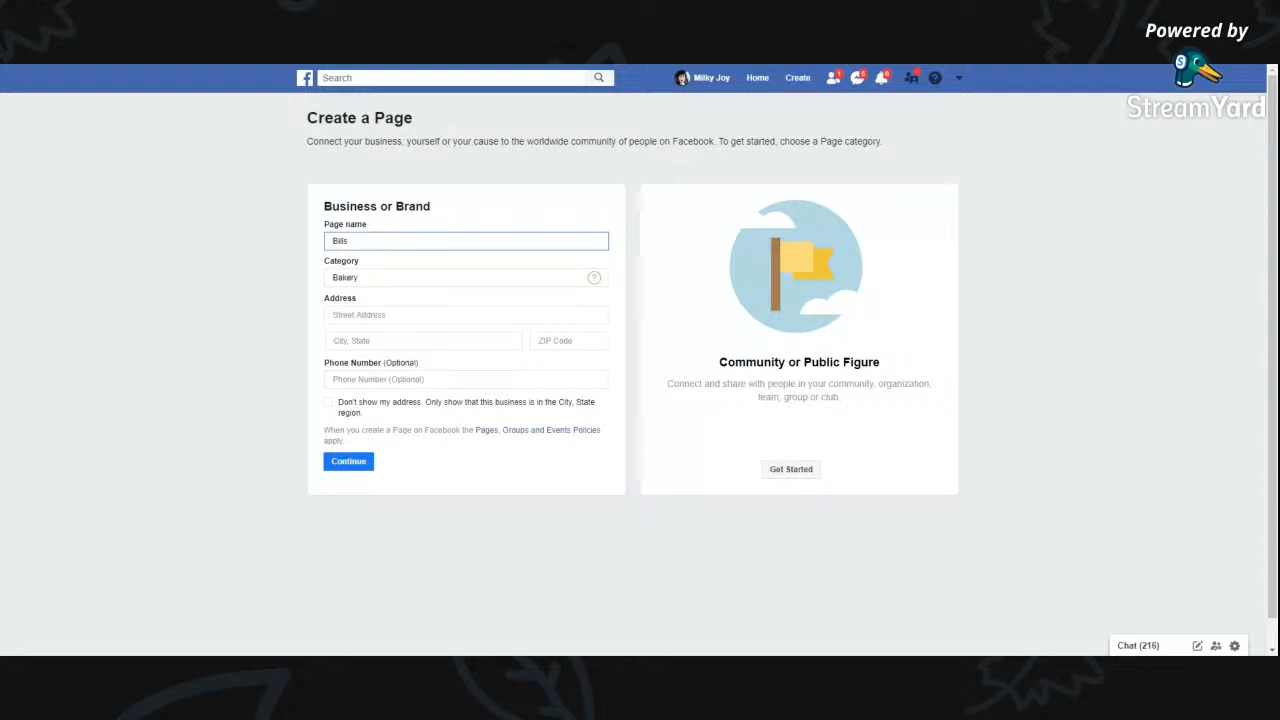 Powered by
StreamYard
Search
Milky Joy
Home
Create
1
5
8
Create a Page
Connect your business, yourself or your cause to the worldwide community of people on Facebook. To get started, choose a Page category.
Business or Brand
Page name
Bills
Category
Bakery
?
Address
Street Address
City, State
ZIP Code
Phone Number (Optional)
Phone Number (Optional)
Don't show my address. Only show that this business is in the City, State
region.
When you create a Page on Facebook the Pages, Groups and Events Policies
apply.
Continue
Community or Public Figure
Connect and share with people in your community, organization,
team, group or club.
Get Started
Chat (216)